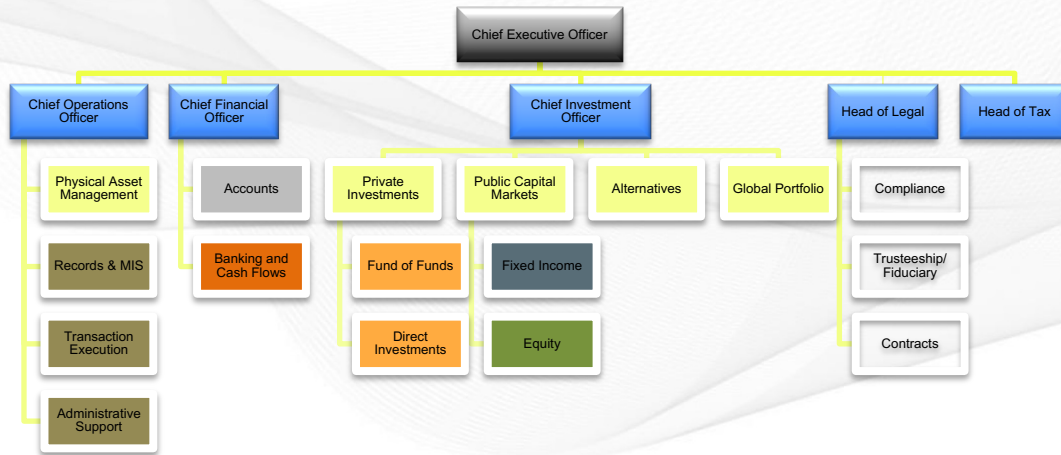 Chief Executive Officer
Chief Operations
Officer
Chief Financial
Officer
Chief Investment
Officer
Head of Legal
Head of Tax
Physical Asset
Management
Accounts
Private
Investments
Public Capital
Markets
Alternatives
Global Portfolio
Compliance
Records & MIS
Banking and
Cash Flows
Fund of Funds
Fixed Income
Trusteeship/
Fiduciary
Transaction
Execution
Direct
Investments
Equity
Contracts
Administrative
Support